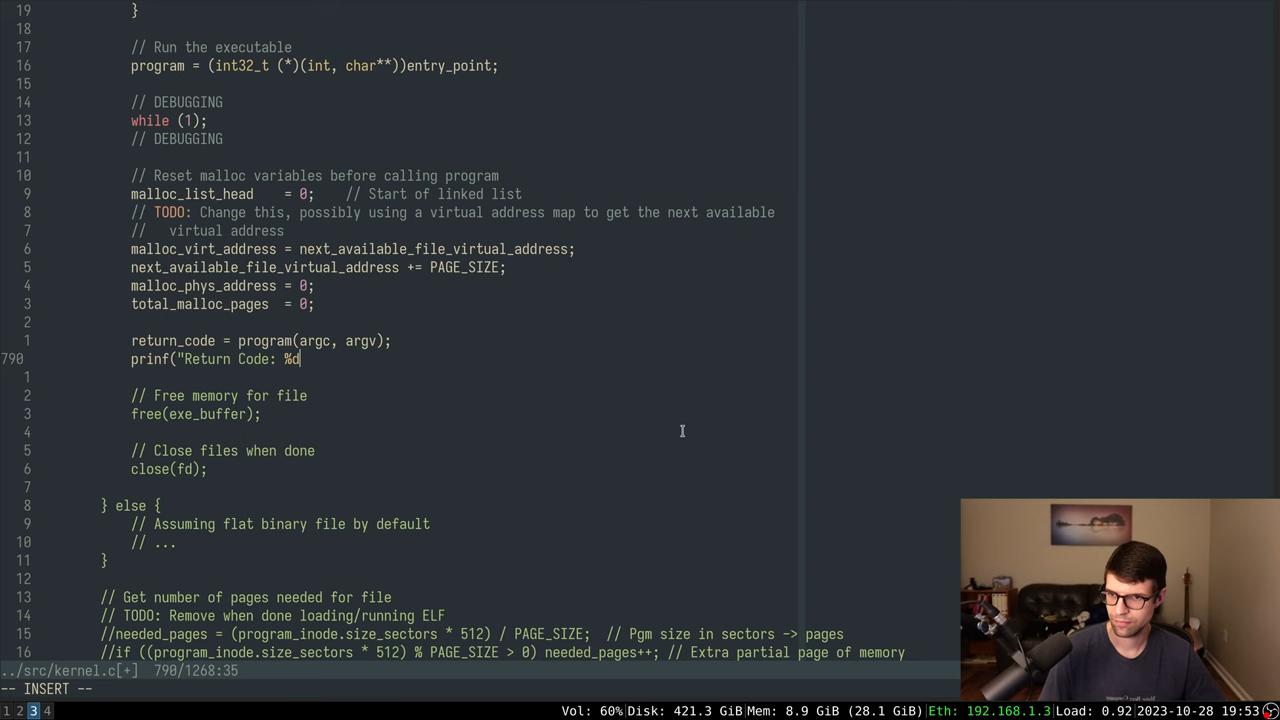 19 }
18
17 // Run the executable
16 program = (int32_t (*)(int, char**))entry_point;
15
14 // DEBUGGING
13 while (1);
12 // DEBUGGING
11
10 // Reset malloc variables before calling program
9 malloc_list_head    = 0;    // Start of linked list
8 // TODO: Change this, possibly using a virtual address map to get the next available
7 //   virtual address
6 malloc_virt_address = next_available_file_virtual_address;
5 next_available_file_virtual_address += PAGE_SIZE;
4 malloc_phys_address = 0;
3 total_malloc_pages  = 0;
2
1 return_code = program(argc, argv);
790 prinf("Return Code: %d
1
2 // Free memory for file
3 free(exe_buffer);
4
5 // Close files when done
6 close(fd);
7
8 } else {
9 // Assuming flat binary file by default
10 // ...
11 }
12
13 // Get number of pages needed for file
14 // TODO: Remove when done loading/running ELF
15 //needed_pages = (program_inode.size_sectors * 512) / PAGE_SIZE;  // Pgm size in sectors -> pages
16 //if ((program_inode.size_sectors * 512) % PAGE_SIZE > 0) needed_pages++; // Extra partial page of memory
../src/kernel.c[+]  790/1268:35
-- INSERT --
1 2 3 4 Vol: 60%|Disk: 421.3 GiB|Mem: 8.9 GiB (28.1 GiB)|Eth: 192.168.1.3|Load: 0.92|2023-10-28 19:53